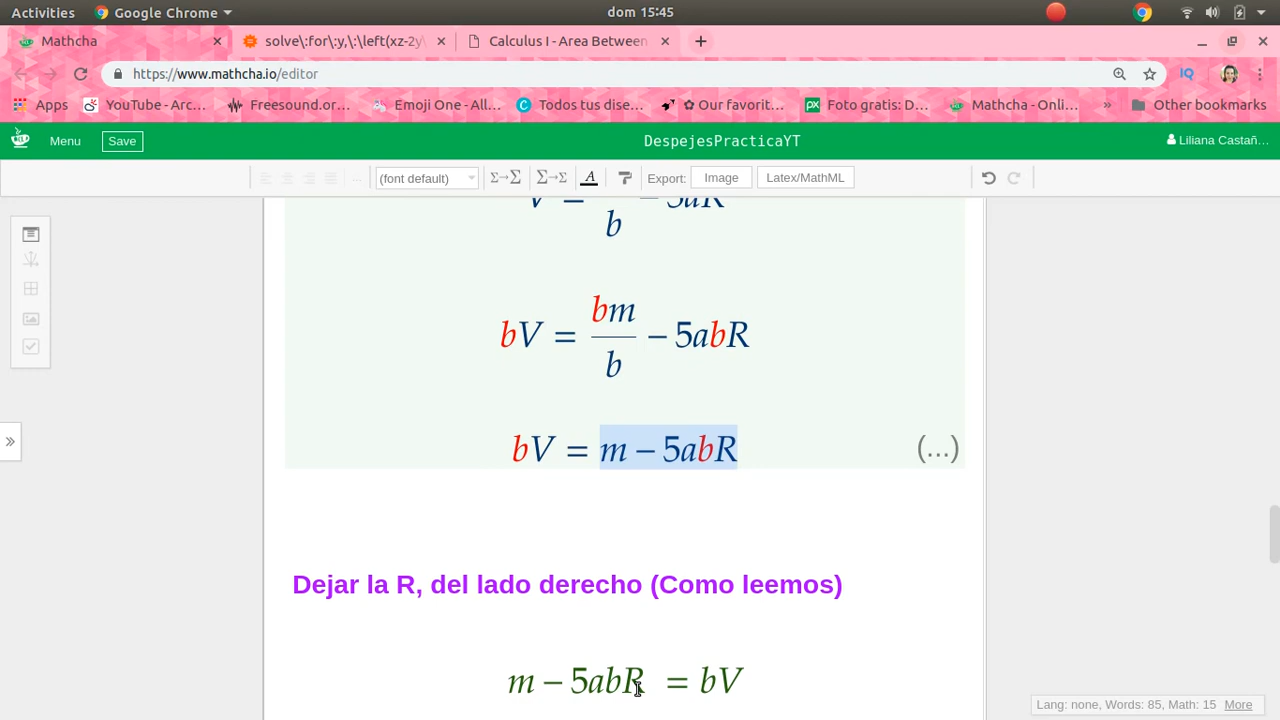 Activities Google Chrome dom 15:45
Mathcha solve\:for\:y,\:\left(xz-2y Calculus I - Area Between
https://www.mathcha.io/editor IQ
Apps YouTube - Arc... Freesound.or... Emoji One - All... Todos tus dise... ✿ Our favorit... Foto gratis: D... Mathcha - Onli... » Other bookmarks
Menu Save DespejesPracticaYT Liliana Castañ...
... (font default) Σ→Σ Σ→Σ A Export: Image Latex/MathML
V = /b − 5aR
bV = bm/b − 5abR
bV = m − 5abR (...)
Dejar la R, del lado derecho (Como leemos)
m − 5abR = bV
Lang: none, Words: 85, Math: 15 More